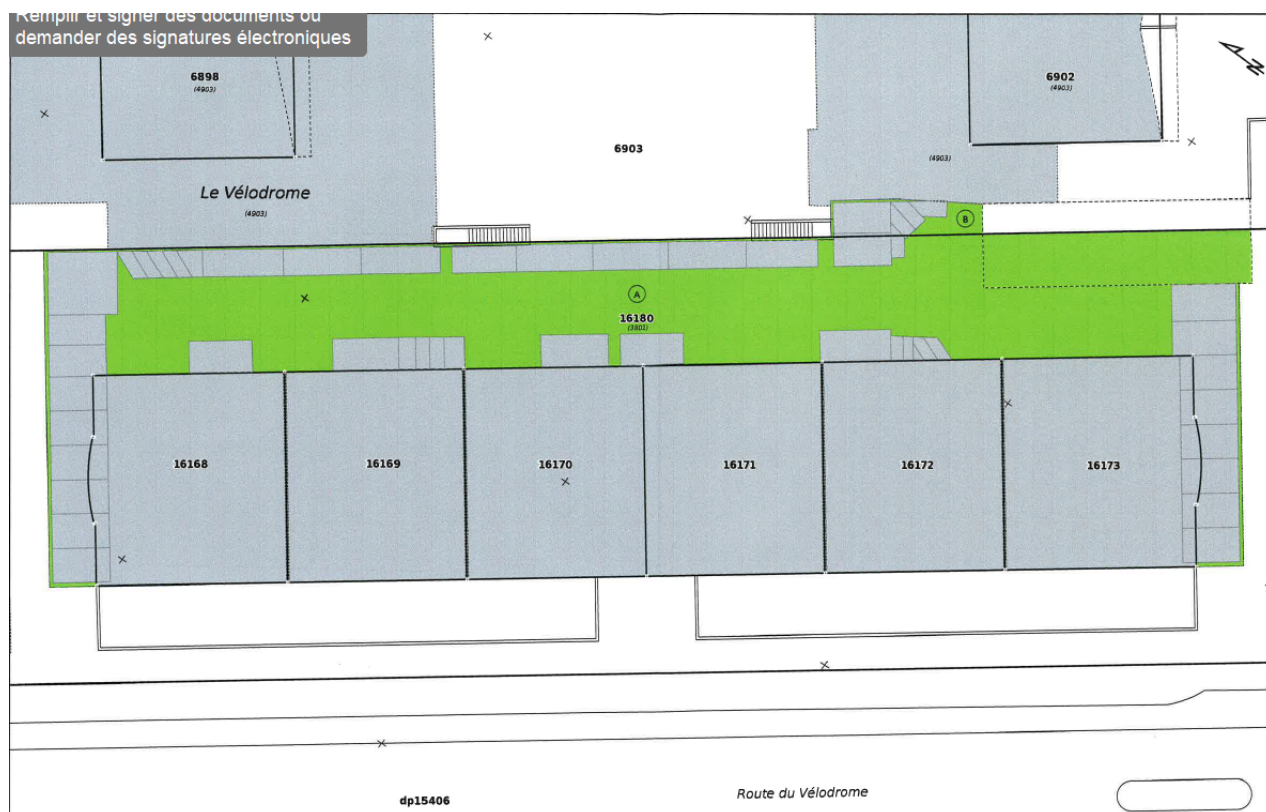 Remplir et signer des documents ou
demander des signatures électroniques
N
6898
(4903)
6902
(4903)
6903
(4903)
Le Vélodrome
(4903)
B
A
16180
(3801)
16168
16169
16170
16171
16172
16173
Route du Vélodrome
dp15406